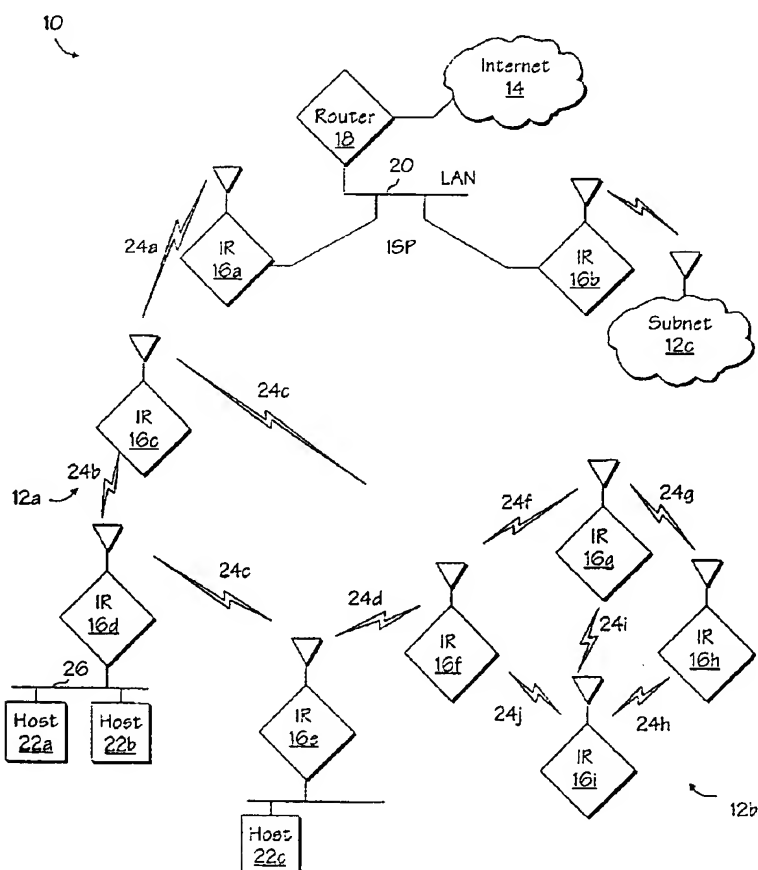 10
Internet
14
Router
18
20
LAN
24a
IR
16a
ISP
IR
16b
Subnet
12c
24c
IR
16c
24b
12a
24f
24g
IR
16g
24c
24d
IR
16d
24i
IR
16f
IR
16h
26
24j
24h
Host
22a
Host
22b
IR
16e
IR
16i
12b
Host
22c